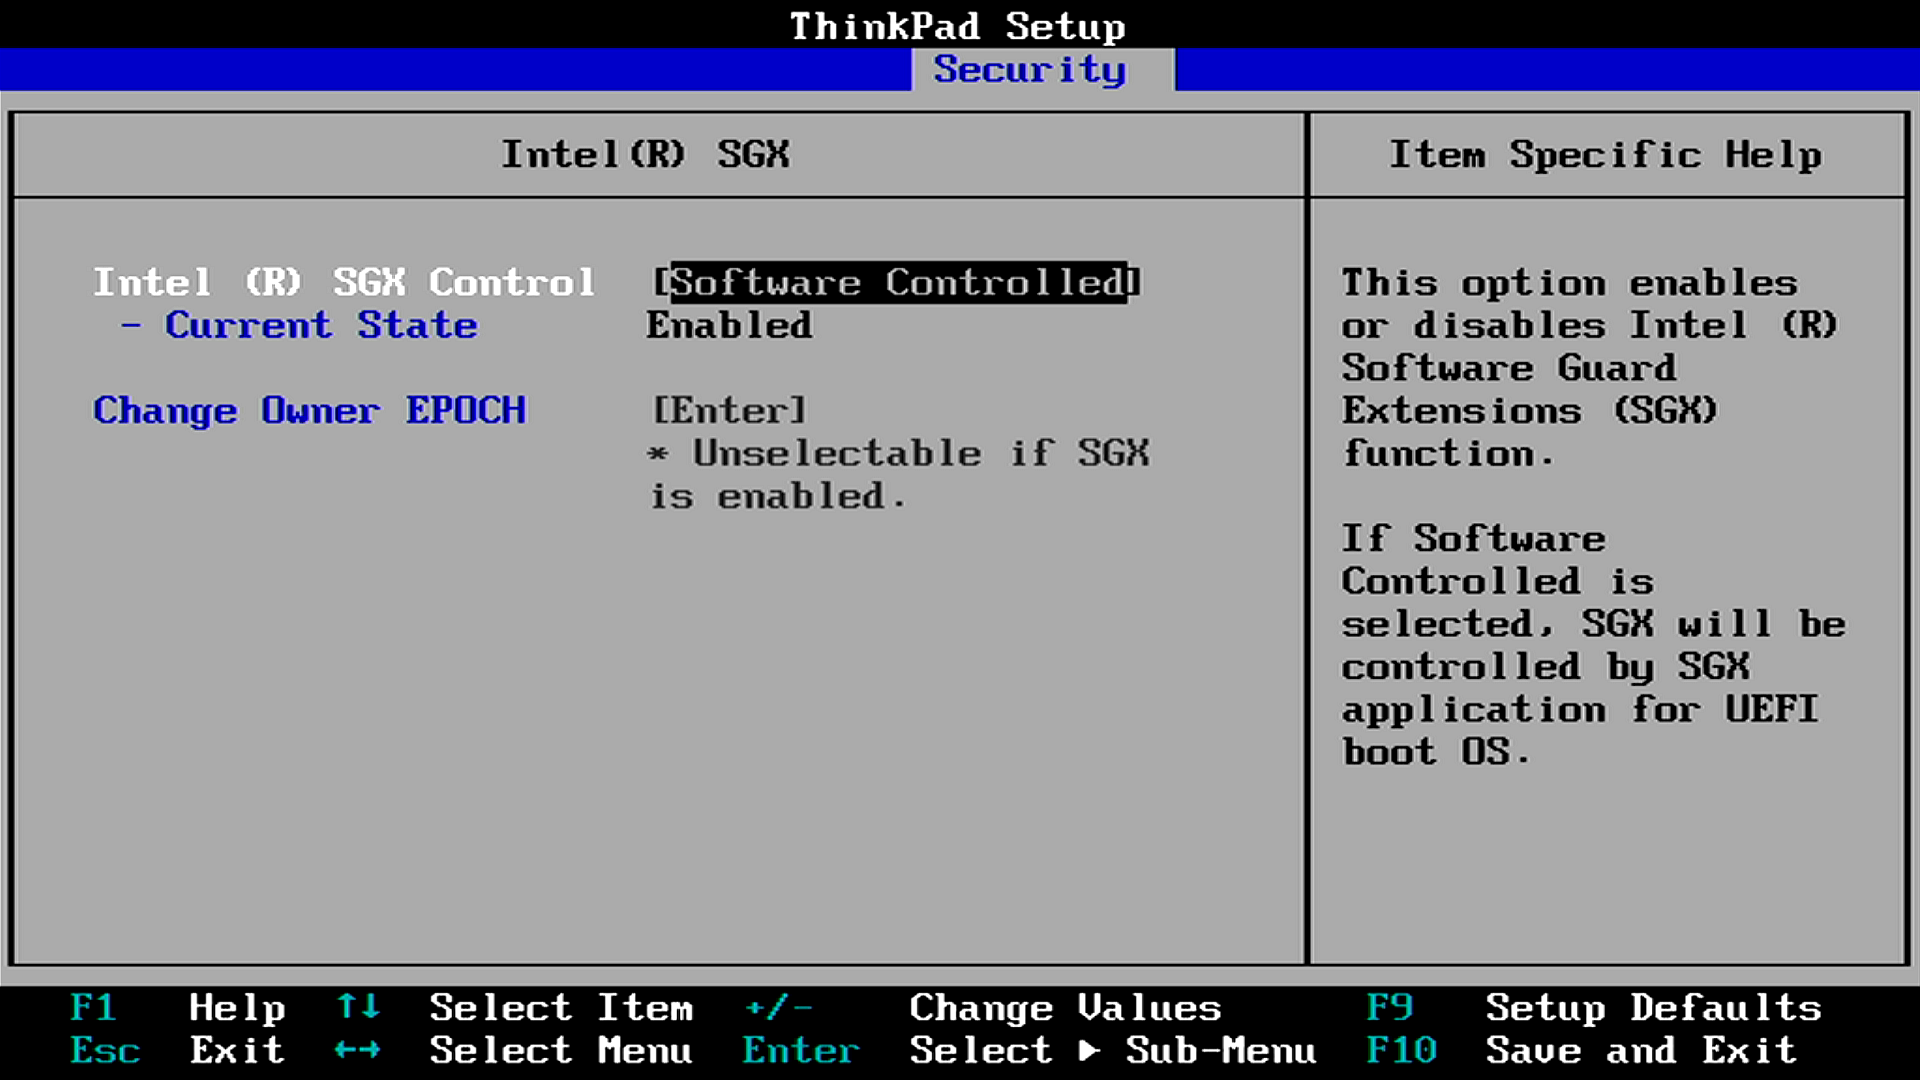 ThinkPad Setup
Security
Intel(R) SGX
Item Specific Help
Intel (R) SGX Control [Software Controlled]
- Current State Enabled
Change Owner EPOCH [Enter]
* Unselectable if SGX
is enabled.
This option enables
or disables Intel (R)
Software Guard
Extensions (SGX)
function.
If Software
Controlled is
selected, SGX will be
controlled by SGX
application for UEFI
boot OS.
F1 Help ↑↓ Select Item +/- Change Values F9 Setup Defaults
Esc Exit ←→ Select Menu Enter Select ▶ Sub-Menu F10 Save and Exit